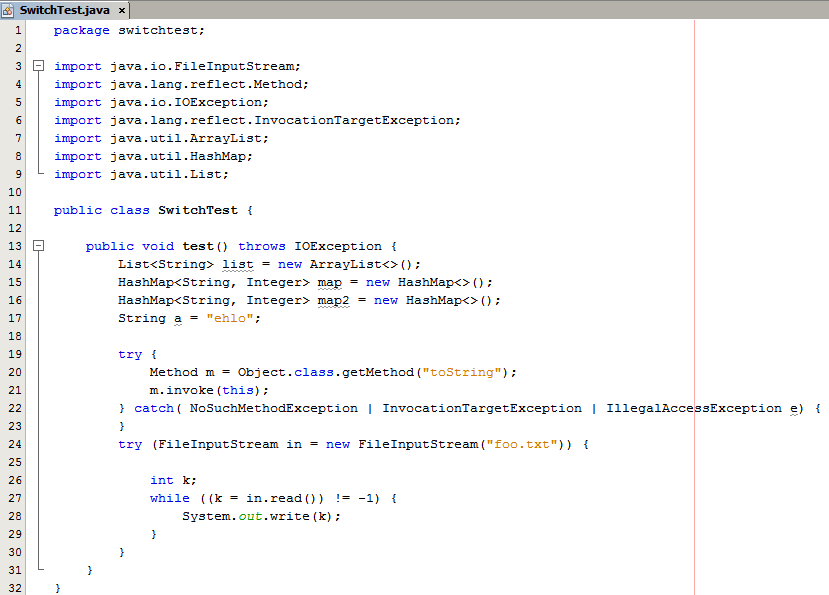 SwitchTest.java ×
1 package switchtest;
2
3 import java.io.FileInputStream;
4 import java.lang.reflect.Method;
5 import java.io.IOException;
6 import java.lang.reflect.InvocationTargetException;
7 import java.util.ArrayList;
8 import java.util.HashMap;
9 import java.util.List;
10
11 public class SwitchTest {
12
13     public void test() throws IOException {
14         List<String> list = new ArrayList<>();
15         HashMap<String, Integer> map = new HashMap<>();
16         HashMap<String, Integer> map2 = new HashMap<>();
17         String a = "ehlo";
18
19         try {
20             Method m = Object.class.getMethod("toString");
21             m.invoke(this);
22         } catch( NoSuchMethodException | InvocationTargetException | IllegalAccessException e) {
23         }
24         try (FileInputStream in = new FileInputStream("foo.txt")) {
25
26             int k;
27             while ((k = in.read()) != -1) {
28                 System.out.write(k);
29             }
30         }
31     }
32 }